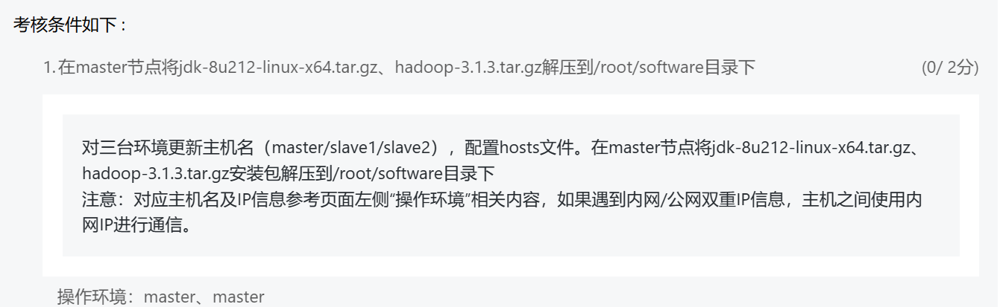 考核条件如下 :
1.在master节点将jdk-8u212-linux-x64.tar.gz、hadoop-3.1.3.tar.gz解压到/root/software目录下 (0/ 2分)
对三台环境更新主机名（master/slave1/slave2），配置hosts文件。在master节点将jdk-8u212-linux-x64.tar.gz、
hadoop-3.1.3.tar.gz安装包解压到/root/software目录下
注意：对应主机名及IP信息参考页面左侧“操作环境”相关内容，如果遇到内网/公网双重IP信息，主机之间使用内
网IP进行通信。
操作环境：master、master